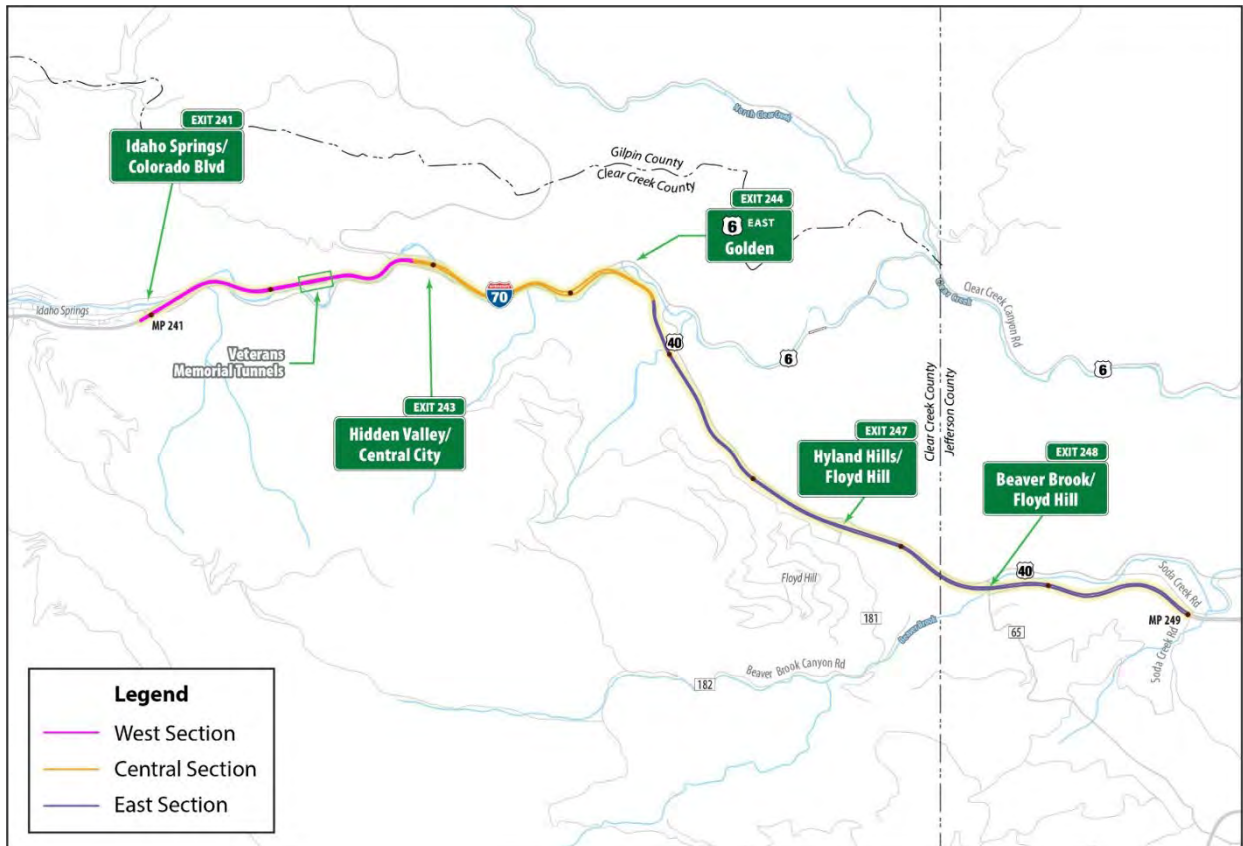 EXIT 241
Idaho Springs/
Colorado Blvd
North Clear Creek
Gilpin County
Clear Creek County
EXIT 244
6 EAST
Golden
Idaho Springs
MP 241
Veterans
Memorial Tunnels
70
EXIT 243
Hidden Valley/
Central City
40
6
Clear Creek
Clear Creek Canyon Rd
6
Clear Creek County
Jefferson County
EXIT 247
Hyland Hills/
Floyd Hill
EXIT 248
Beaver Brook/
Floyd Hill
40
Soda Creek Rd
MP 249
Soda Creek Rd
Floyd Hill
181
65
Beaver Brook
Beaver Brook Canyon Rd
182
Legend
West Section
Central Section
East Section